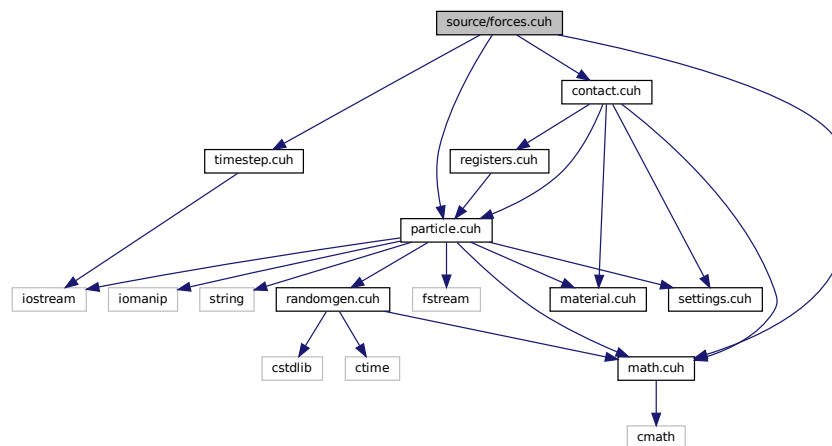 source/forces.cuh
contact.cuh
timestep.cuh
registers.cuh
particle.cuh
iostream
iomanip
string
randomgen.cuh
fstream
material.cuh
settings.cuh
cstdlib
ctime
math.cuh
cmath